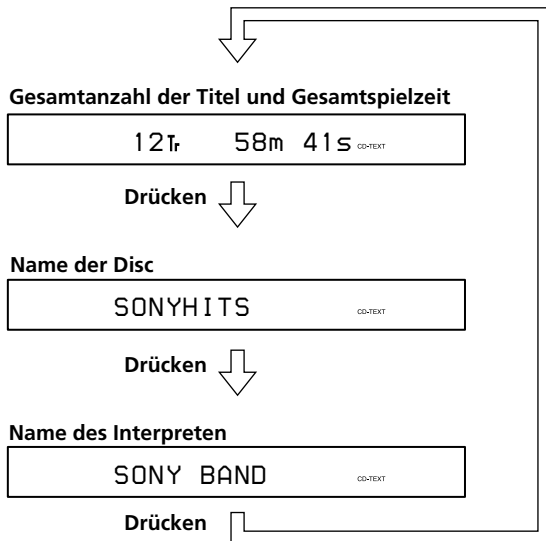 Gesamtanzahl der Titel und Gesamtspielzeit
12Tr 58m 41s CD-TEXT
Drücken
Name der Disc
SONYHITS CD-TEXT
Drücken
Name des Interpreten
SONY BAND CD-TEXT
Drücken